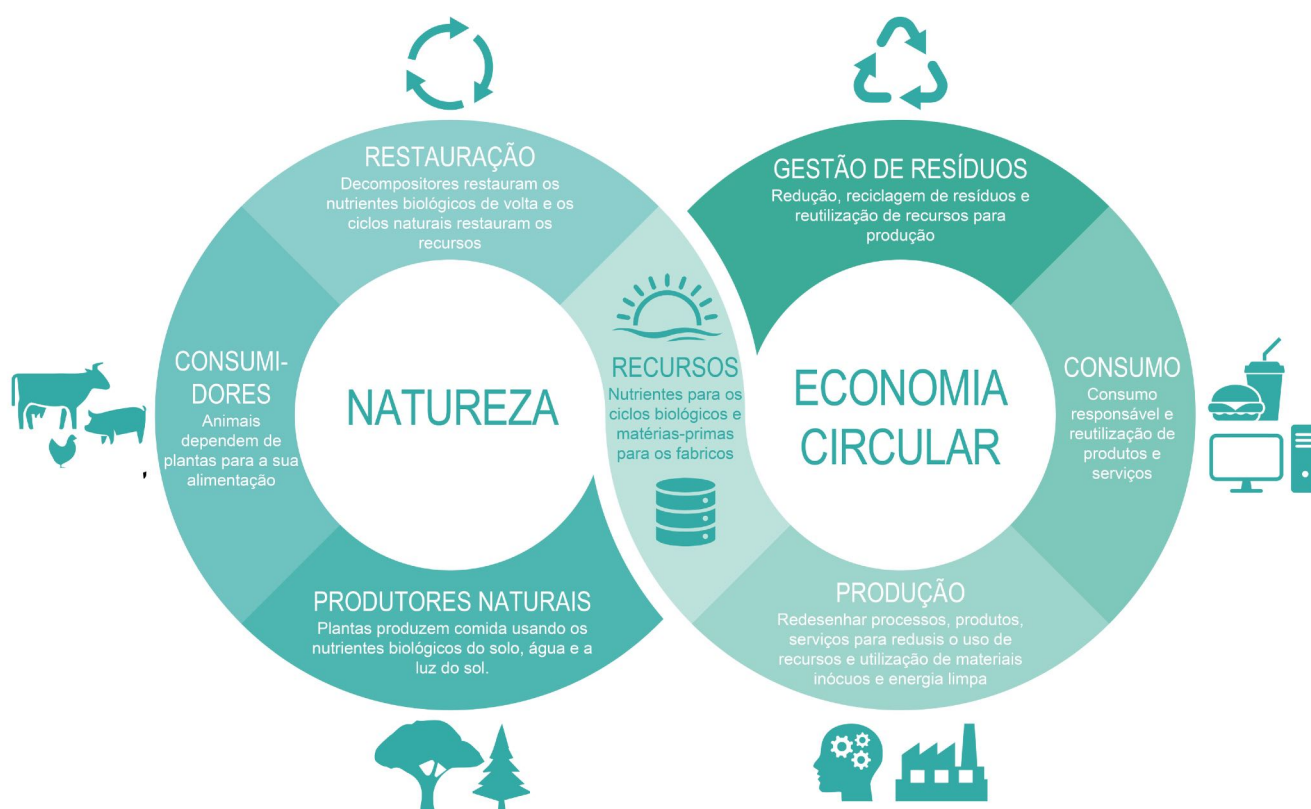 RESTAURAÇÃO
Decompositores restauram os
nutrientes biológicos de volta e os
ciclos naturais restauram os
recursos
GESTÃO DE RESÍDUOS
Redução, reciclagem de resíduos e
reutilização de recursos para
produção
CONSUMI-
DORES
Animais
dependem de
plantas para a sua
alimentação
NATUREZA
RECURSOS
Nutrientes para os
ciclos biológicos e
matérias-primas
para os fabricos
ECONOMIA
CIRCULAR
CONSUMO
Consumo
responsável e
reutilização de
produtos e
serviços
PRODUTORES NATURAIS
Plantas produzem comida usando os
nutrientes biológicos do solo, água e a
luz do sol.
PRODUÇÃO
Redesenhar processos, produtos,
serviços para redusis o uso de
recursos e utilização de materiais
inócuos e energia limpa